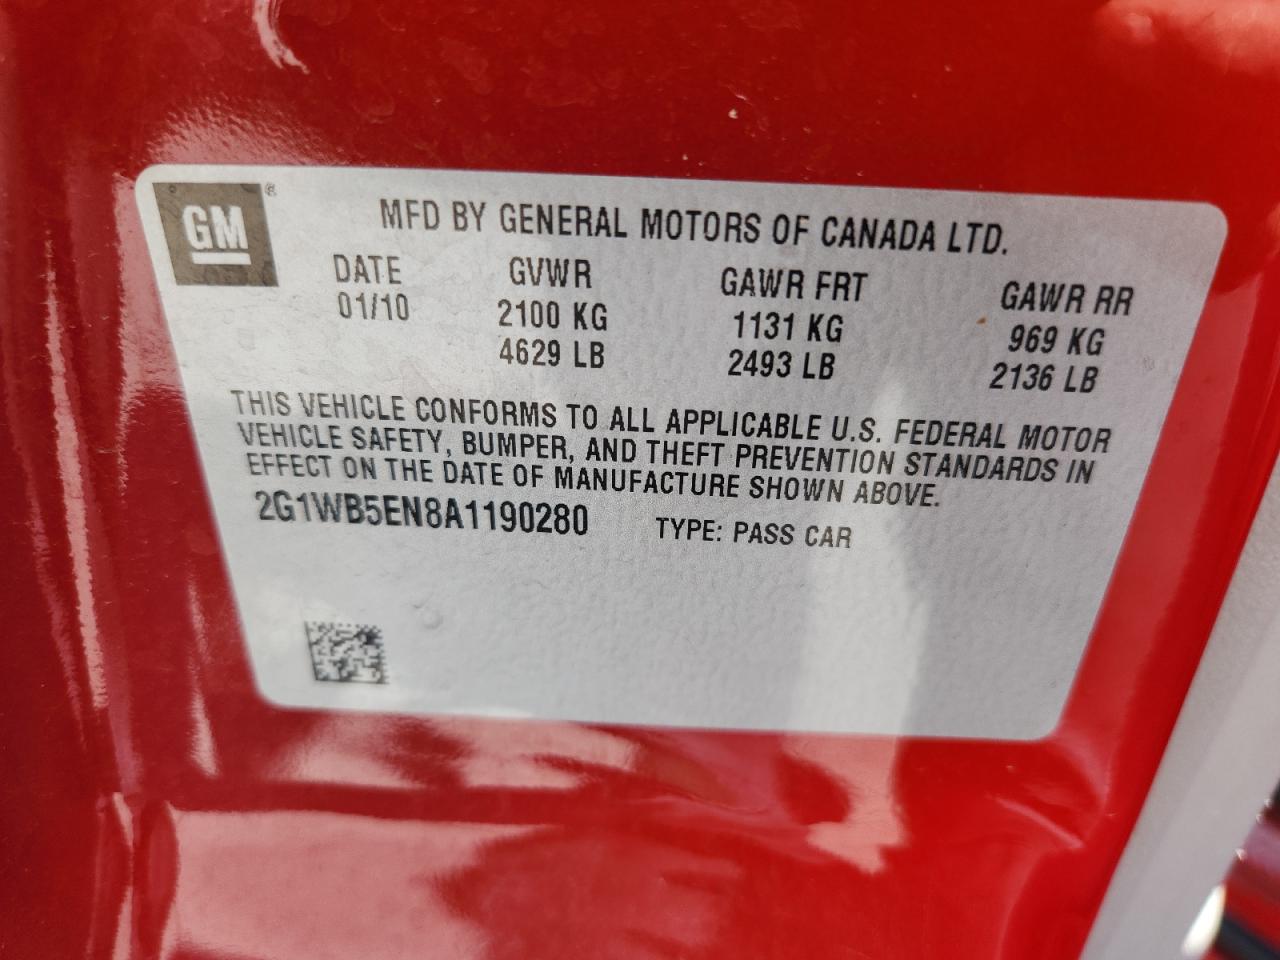 GM ®
MFD BY GENERAL MOTORS OF CANADA LTD.
DATE GVWR GAWR FRT GAWR RR
01/10 2100 KG 1131 KG 969 KG
4629 LB 2493 LB 2136 LB
THIS VEHICLE CONFORMS TO ALL APPLICABLE U.S. FEDERAL MOTOR
VEHICLE SAFETY, BUMPER, AND THEFT PREVENTION STANDARDS IN
EFFECT ON THE DATE OF MANUFACTURE SHOWN ABOVE.
2G1WB5EN8A1190280 TYPE: PASS CAR